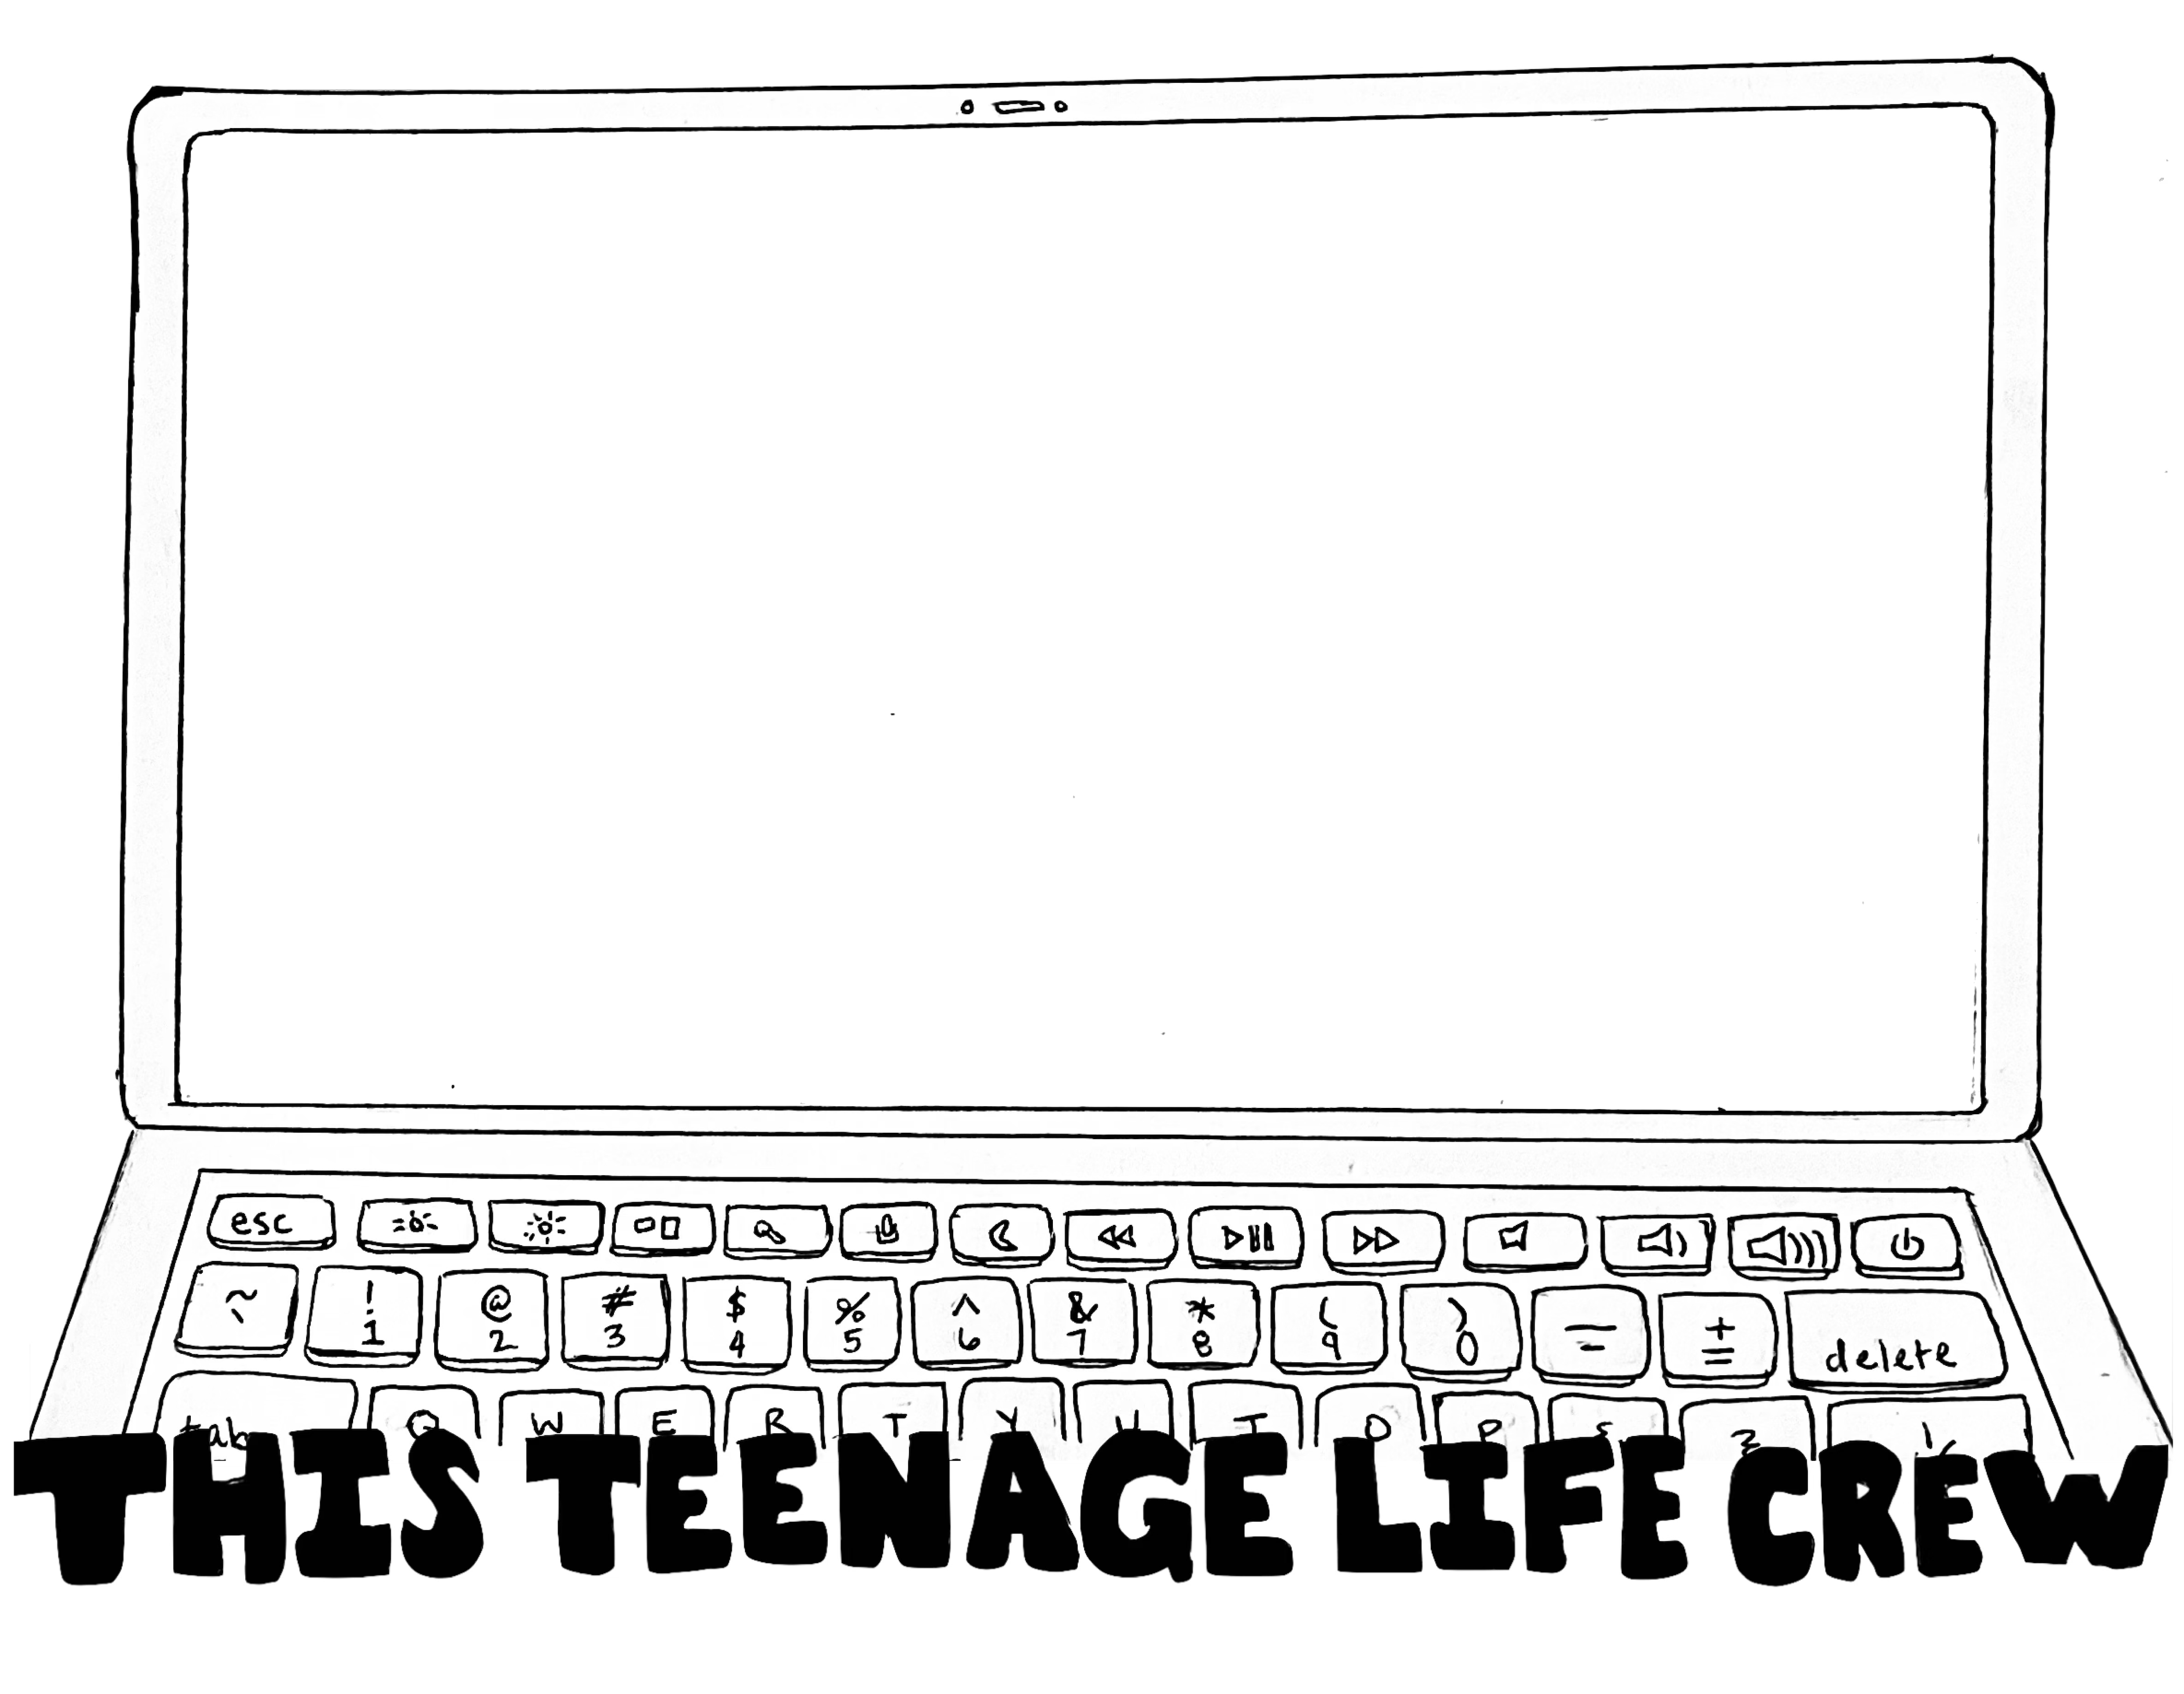 esc
~ ! @ # $ % ^ & * ( ) — +
` 1 2 3 4 5 6 7 8 9 0 - = delete
tab Q W E R T Y U I O P
THIS TEENAGE LIFE CREW